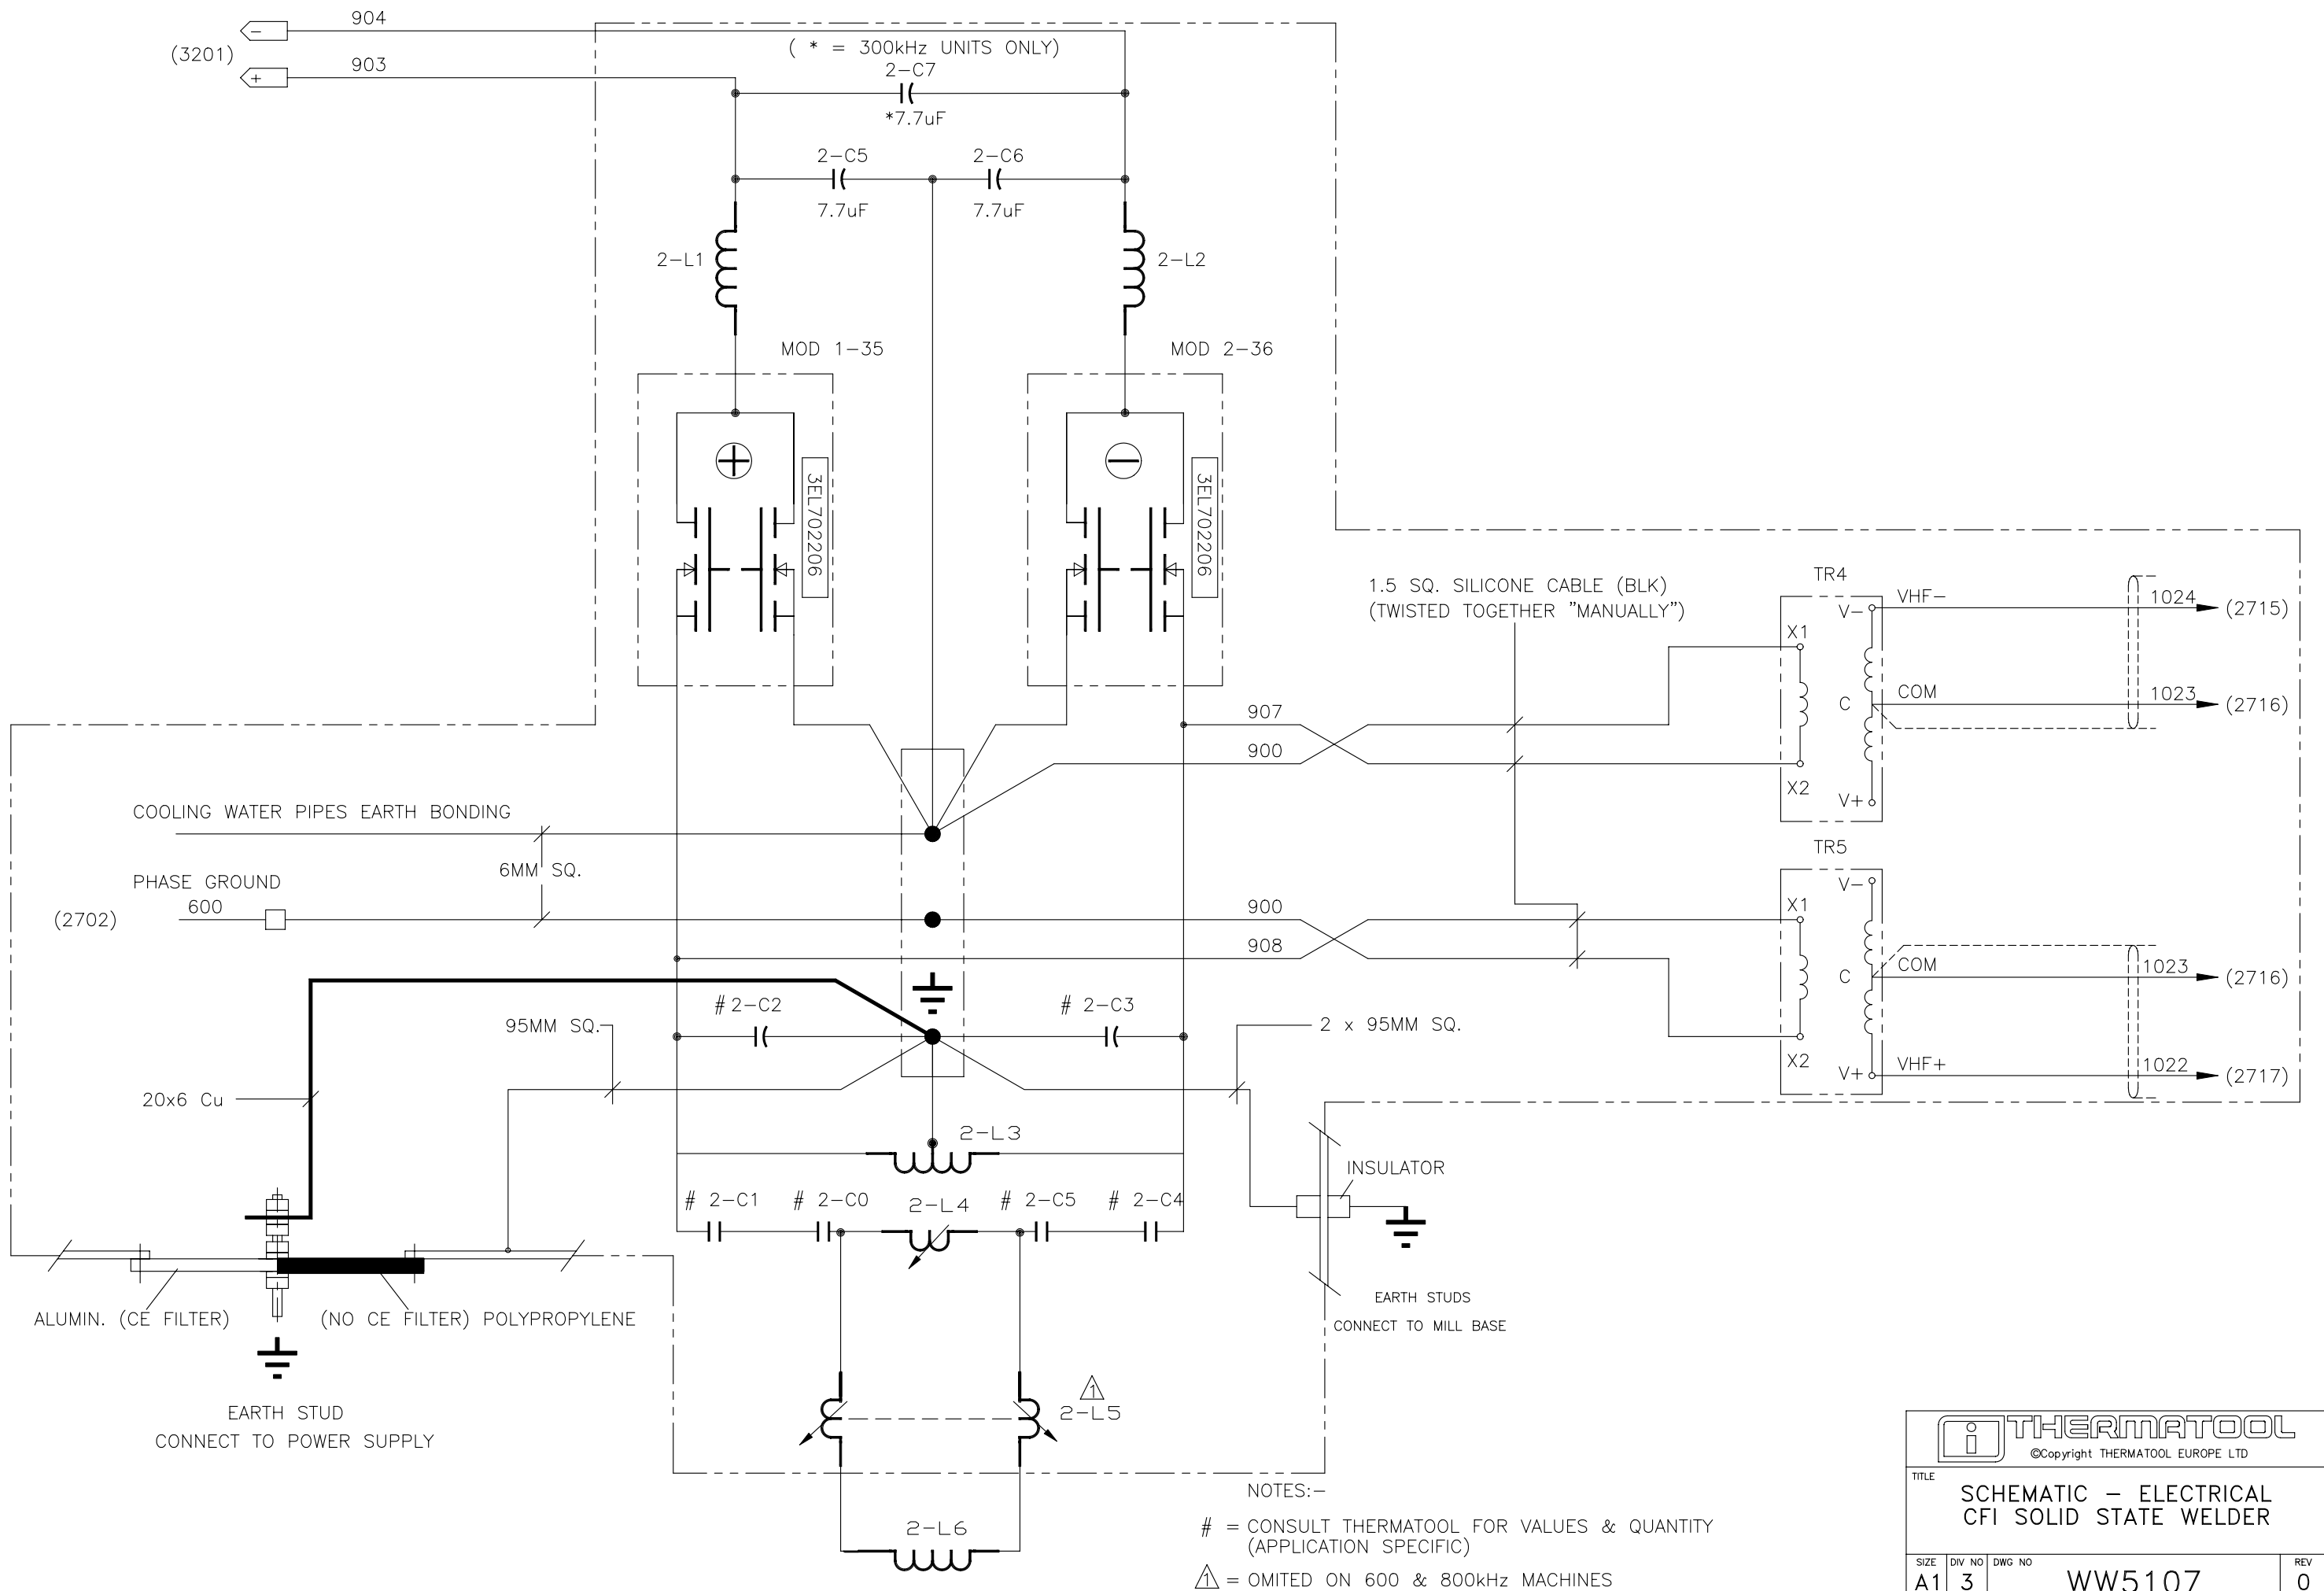 904
(3201)
−
903
+
( * = 300kHz UNITS ONLY)
2-C7
*7.7uF
2-C5
2-C6
7.7uF
7.7uF
2-L1
2-L2
MOD 1-35
MOD 2-36
3EL702206
3EL702206
1.5 SQ. SILICONE CABLE (BLK)
(TWISTED TOGETHER "MANUALLY")
TR4
V−
VHF−
1024
(2715)
X1
C
COM
1023
(2716)
X2
V+
907
900
COOLING WATER PIPES EARTH BONDING
6MM SQ.
PHASE GROUND
(2702)
600
900
908
TR5
V−
X1
C
COM
1023
(2716)
X2
V+
VHF+
1022
(2717)
# 2-C2
# 2-C3
95MM SQ.
2 x 95MM SQ.
20x6 Cu
2-L3
INSULATOR
# 2-C1
# 2-C0
2-L4
# 2-C5
# 2-C4
ALUMIN. (CE FILTER)
(NO CE FILTER) POLYPROPYLENE
EARTH STUDS
CONNECT TO MILL BASE
EARTH STUD
CONNECT TO POWER SUPPLY
1
2-L5
2-L6
NOTES:−
# = CONSULT THERMATOOL FOR VALUES & QUANTITY
(APPLICATION SPECIFIC)
1 = OMITED ON 600 & 800kHz MACHINES
i THERMATOOL
©Copyright THERMATOOL EUROPE LTD
TITLE
SCHEMATIC − ELECTRICAL
CFI SOLID STATE WELDER
SIZE
DIV NO
DWG NO
REV
A1
3
WW5107
0